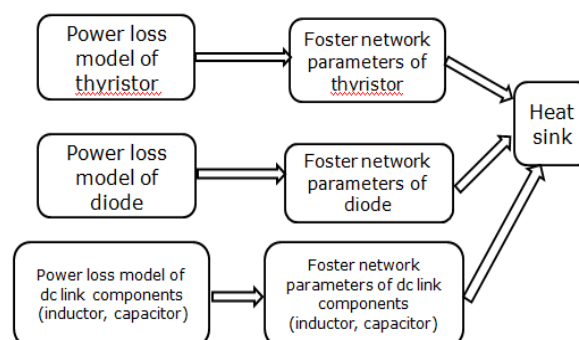 Power loss
model of
thyristor
Foster network
parameters of
thyristor
Heat
sink
Power loss
model of
diode
Foster network
parameters of
diode
Power loss model of
dc link components
(inductor, capacitor)
Foster network
parameters of dc link
components
(inductor, capacitor)